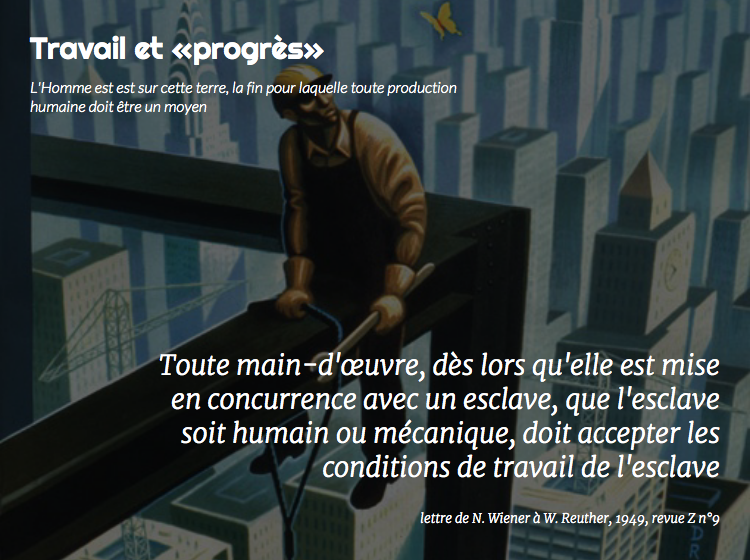 Travail et «progrès»
L'Homme est est sur cette terre, la fin pour laquelle toute production
humaine doit être un moyen
Toute main-d'œuvre, dès lors qu'elle est mise
en concurrence avec un esclave, que l'esclave
soit humain ou mécanique, doit accepter les
conditions de travail de l'esclave
lettre de N. Wiener à W. Reuther, 1949, revue Z n°9